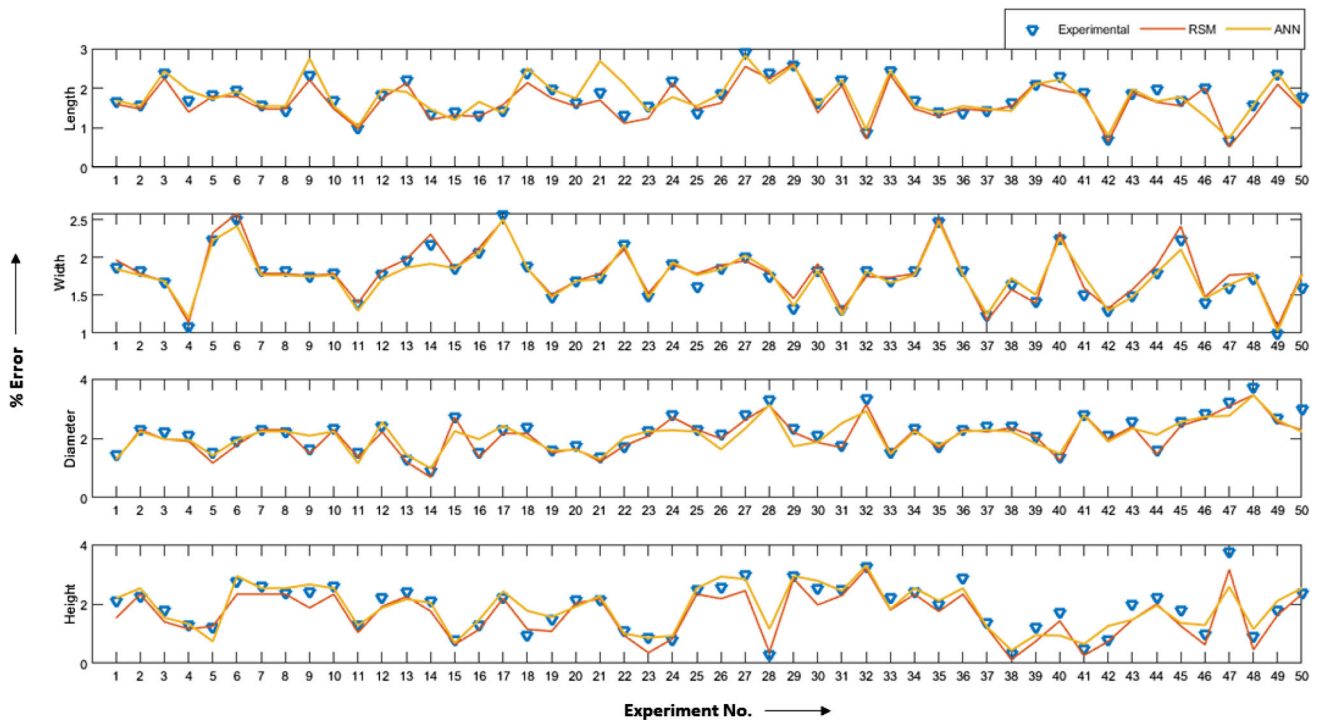 Experimental RSM ANN
3
2
1
0
Length
1 2 3 4 5 6 7 8 9 10 11 12 13 14 15 16 17 18 19 20 21 22 23 24 25 26 27 28 29 30 31 32 33 34 35 36 37 38 39 40 41 42 43 44 45 46 47 48 49 50
2.5
2
1.5
1
Width
1 2 3 4 5 6 7 8 9 10 11 12 13 14 15 16 17 18 19 20 21 22 23 24 25 26 27 28 29 30 31 32 33 34 35 36 37 38 39 40 41 42 43 44 45 46 47 48 49 50
% Error
4
2
0
Diameter
1 2 3 4 5 6 7 8 9 10 11 12 13 14 15 16 17 18 19 20 21 22 23 24 25 26 27 28 29 30 31 32 33 34 35 36 37 38 39 40 41 42 43 44 45 46 47 48 49 50
4
2
0
Height
1 2 3 4 5 6 7 8 9 10 11 12 13 14 15 16 17 18 19 20 21 22 23 24 25 26 27 28 29 30 31 32 33 34 35 36 37 38 39 40 41 42 43 44 45 46 47 48 49 50
Experiment No.